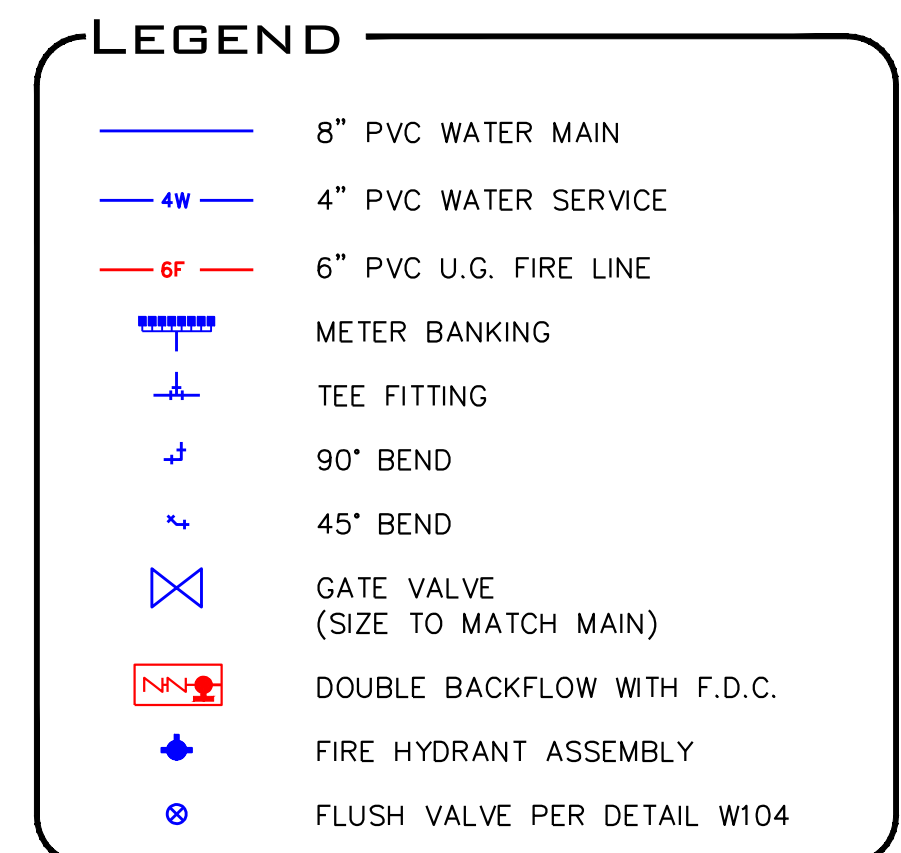 LEGEND
8" PVC WATER MAIN
4W 4" PVC WATER SERVICE
6F 6" PVC U.G. FIRE LINE
METER BANKING
TEE FITTING
90° BEND
45° BEND
GATE VALVE
(SIZE TO MATCH MAIN)
DOUBLE BACKFLOW WITH F.D.C.
FIRE HYDRANT ASSEMBLY
FLUSH VALVE PER DETAIL W104